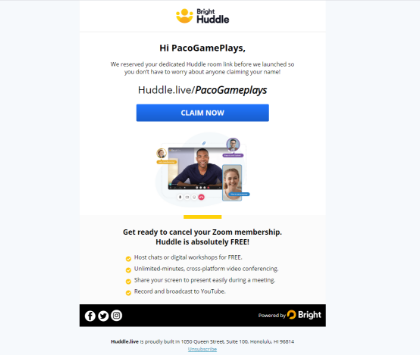 Bright
Huddle
Hi PacoGamePlays,
We reserved your dedicated Huddle room link before we launched so
you don't have to worry about anyone claiming your name!
Huddle.live/PacoGameplays
CLAIM NOW
Get ready to cancel your Zoom membership.
Huddle is absolutely FREE!
Host chats or digital workshops for FREE.
Unlimited-minutes, cross-platform video conferencing.
Share your screen to present easily during a meeting.
Record and broadcast to YouTube.
Powered by Bright
Huddle.live is proudly built in 1050 Queen Street, Suite 100, Honolulu, HI 96814
Unsubscribe